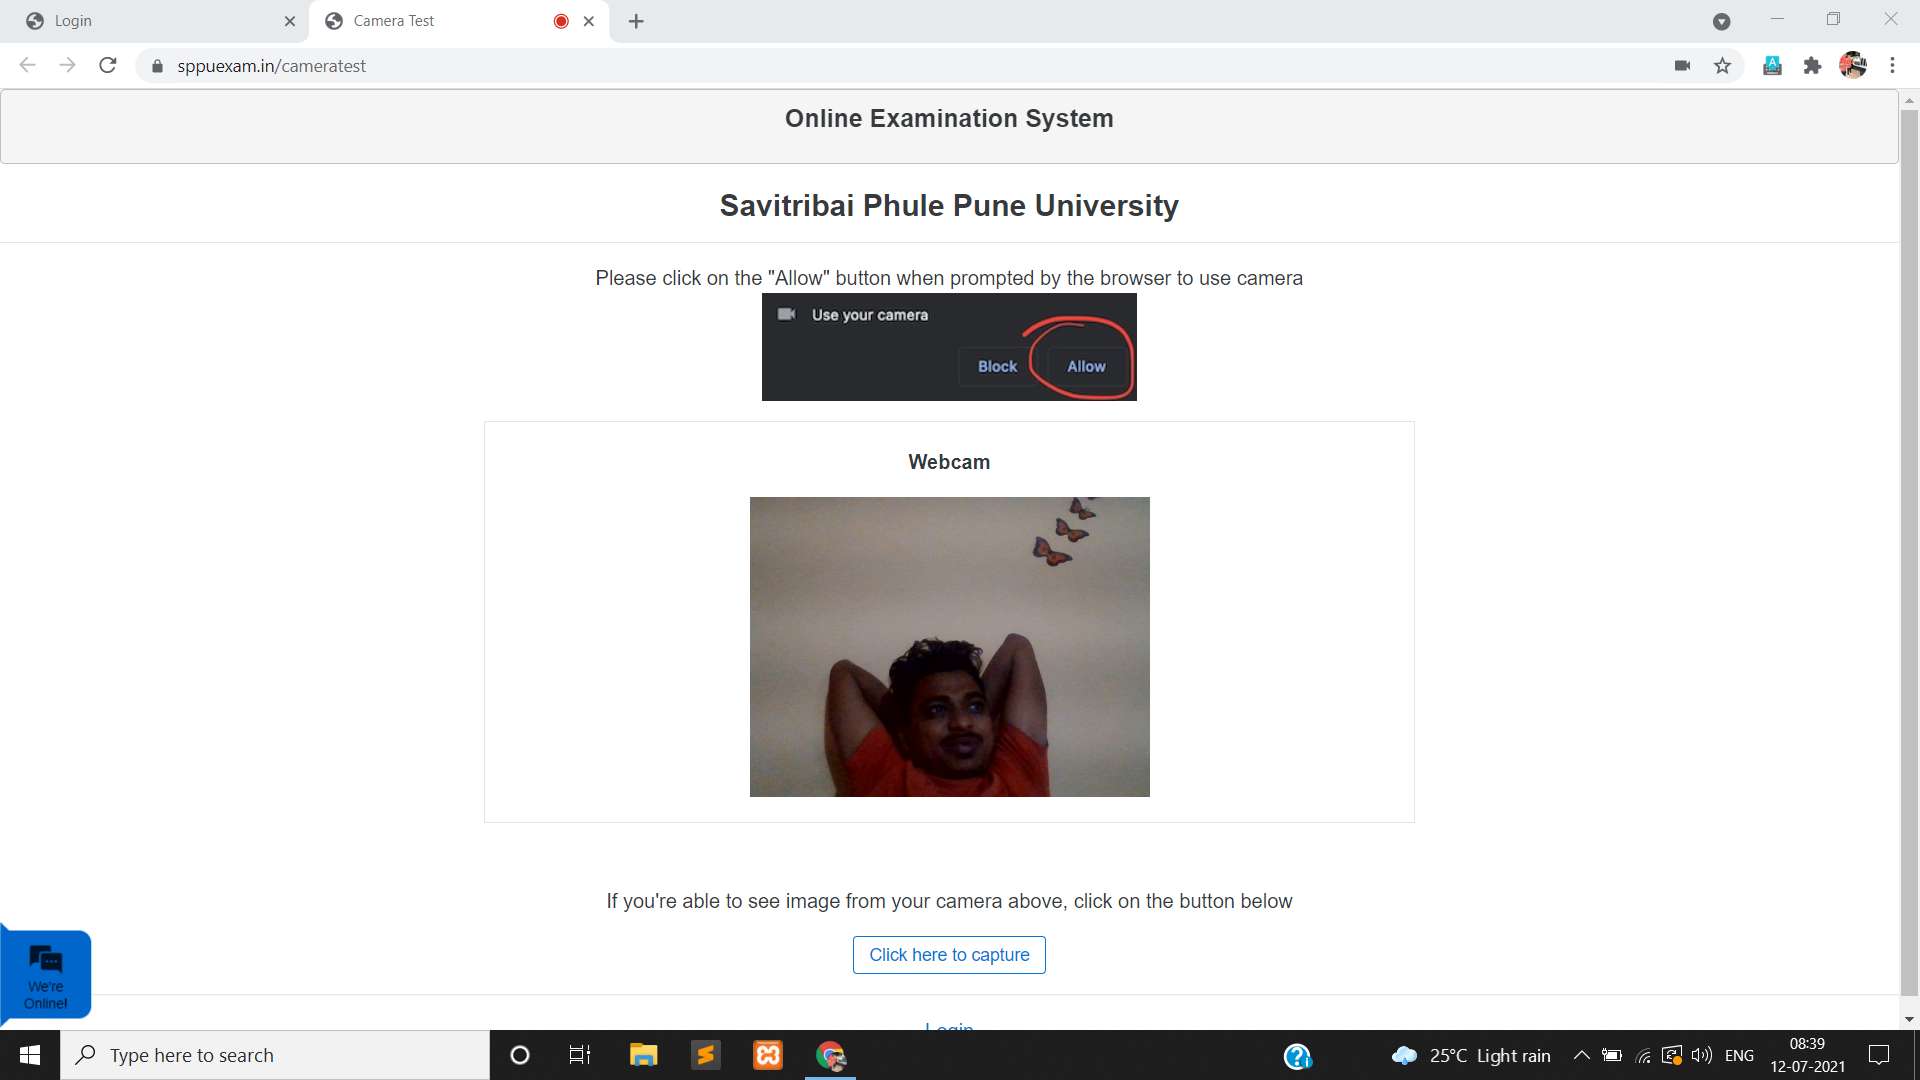 Login
Camera Test
sppuexam.in/cameratest
Online Examination System
Savitribai Phule Pune University
Please click on the "Allow" button when prompted by the browser to use camera
Use your camera
Block
Allow
Webcam
If you're able to see image from your camera above, click on the button below
Click here to capture
We're
Online!
Login
Type here to search
25°C Light rain
ENG
08:39
12-07-2021